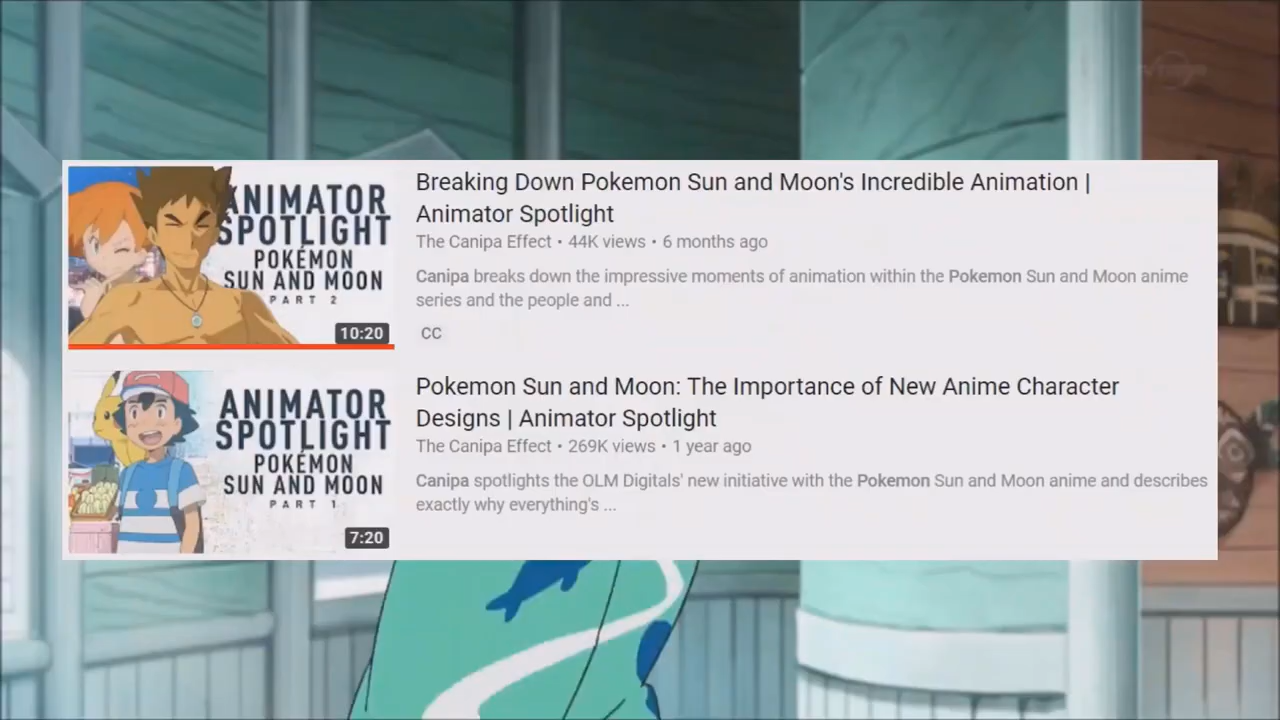 ANIMATOR
SPOTLIGHT
POKÉMON
SUN AND MOON
PART 2
10:20
Breaking Down Pokemon Sun and Moon's Incredible Animation |
Animator Spotlight
The Canipa Effect • 44K views • 6 months ago
Canipa breaks down the impressive moments of animation within the Pokemon Sun and Moon anime
series and the people and ...
CC
ANIMATOR
SPOTLIGHT
POKÉMON
SUN AND MOON
PART 1
7:20
Pokemon Sun and Moon: The Importance of New Anime Character
Designs | Animator Spotlight
The Canipa Effect • 269K views • 1 year ago
Canipa spotlights the OLM Digitals' new initiative with the Pokemon Sun and Moon anime and describes
exactly why everything's ...